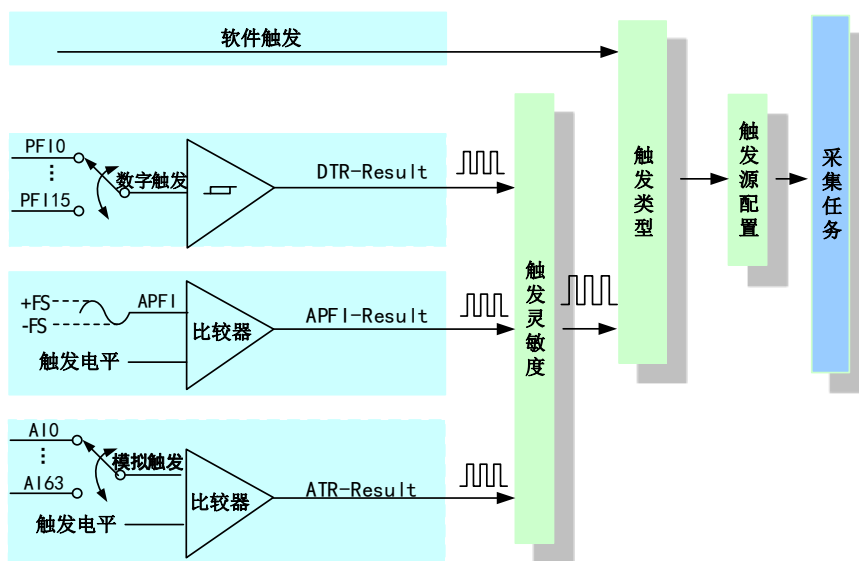 软件触发
PFI0
PFI15
数字触发
DTR-Result
+FS
-FS
APFI
触发电平
比较器
APFI-Result
AI0
AI63
模拟触发
触发电平
比较器
ATR-Result
触发灵敏度
触发类型
触发源配置
采集任务